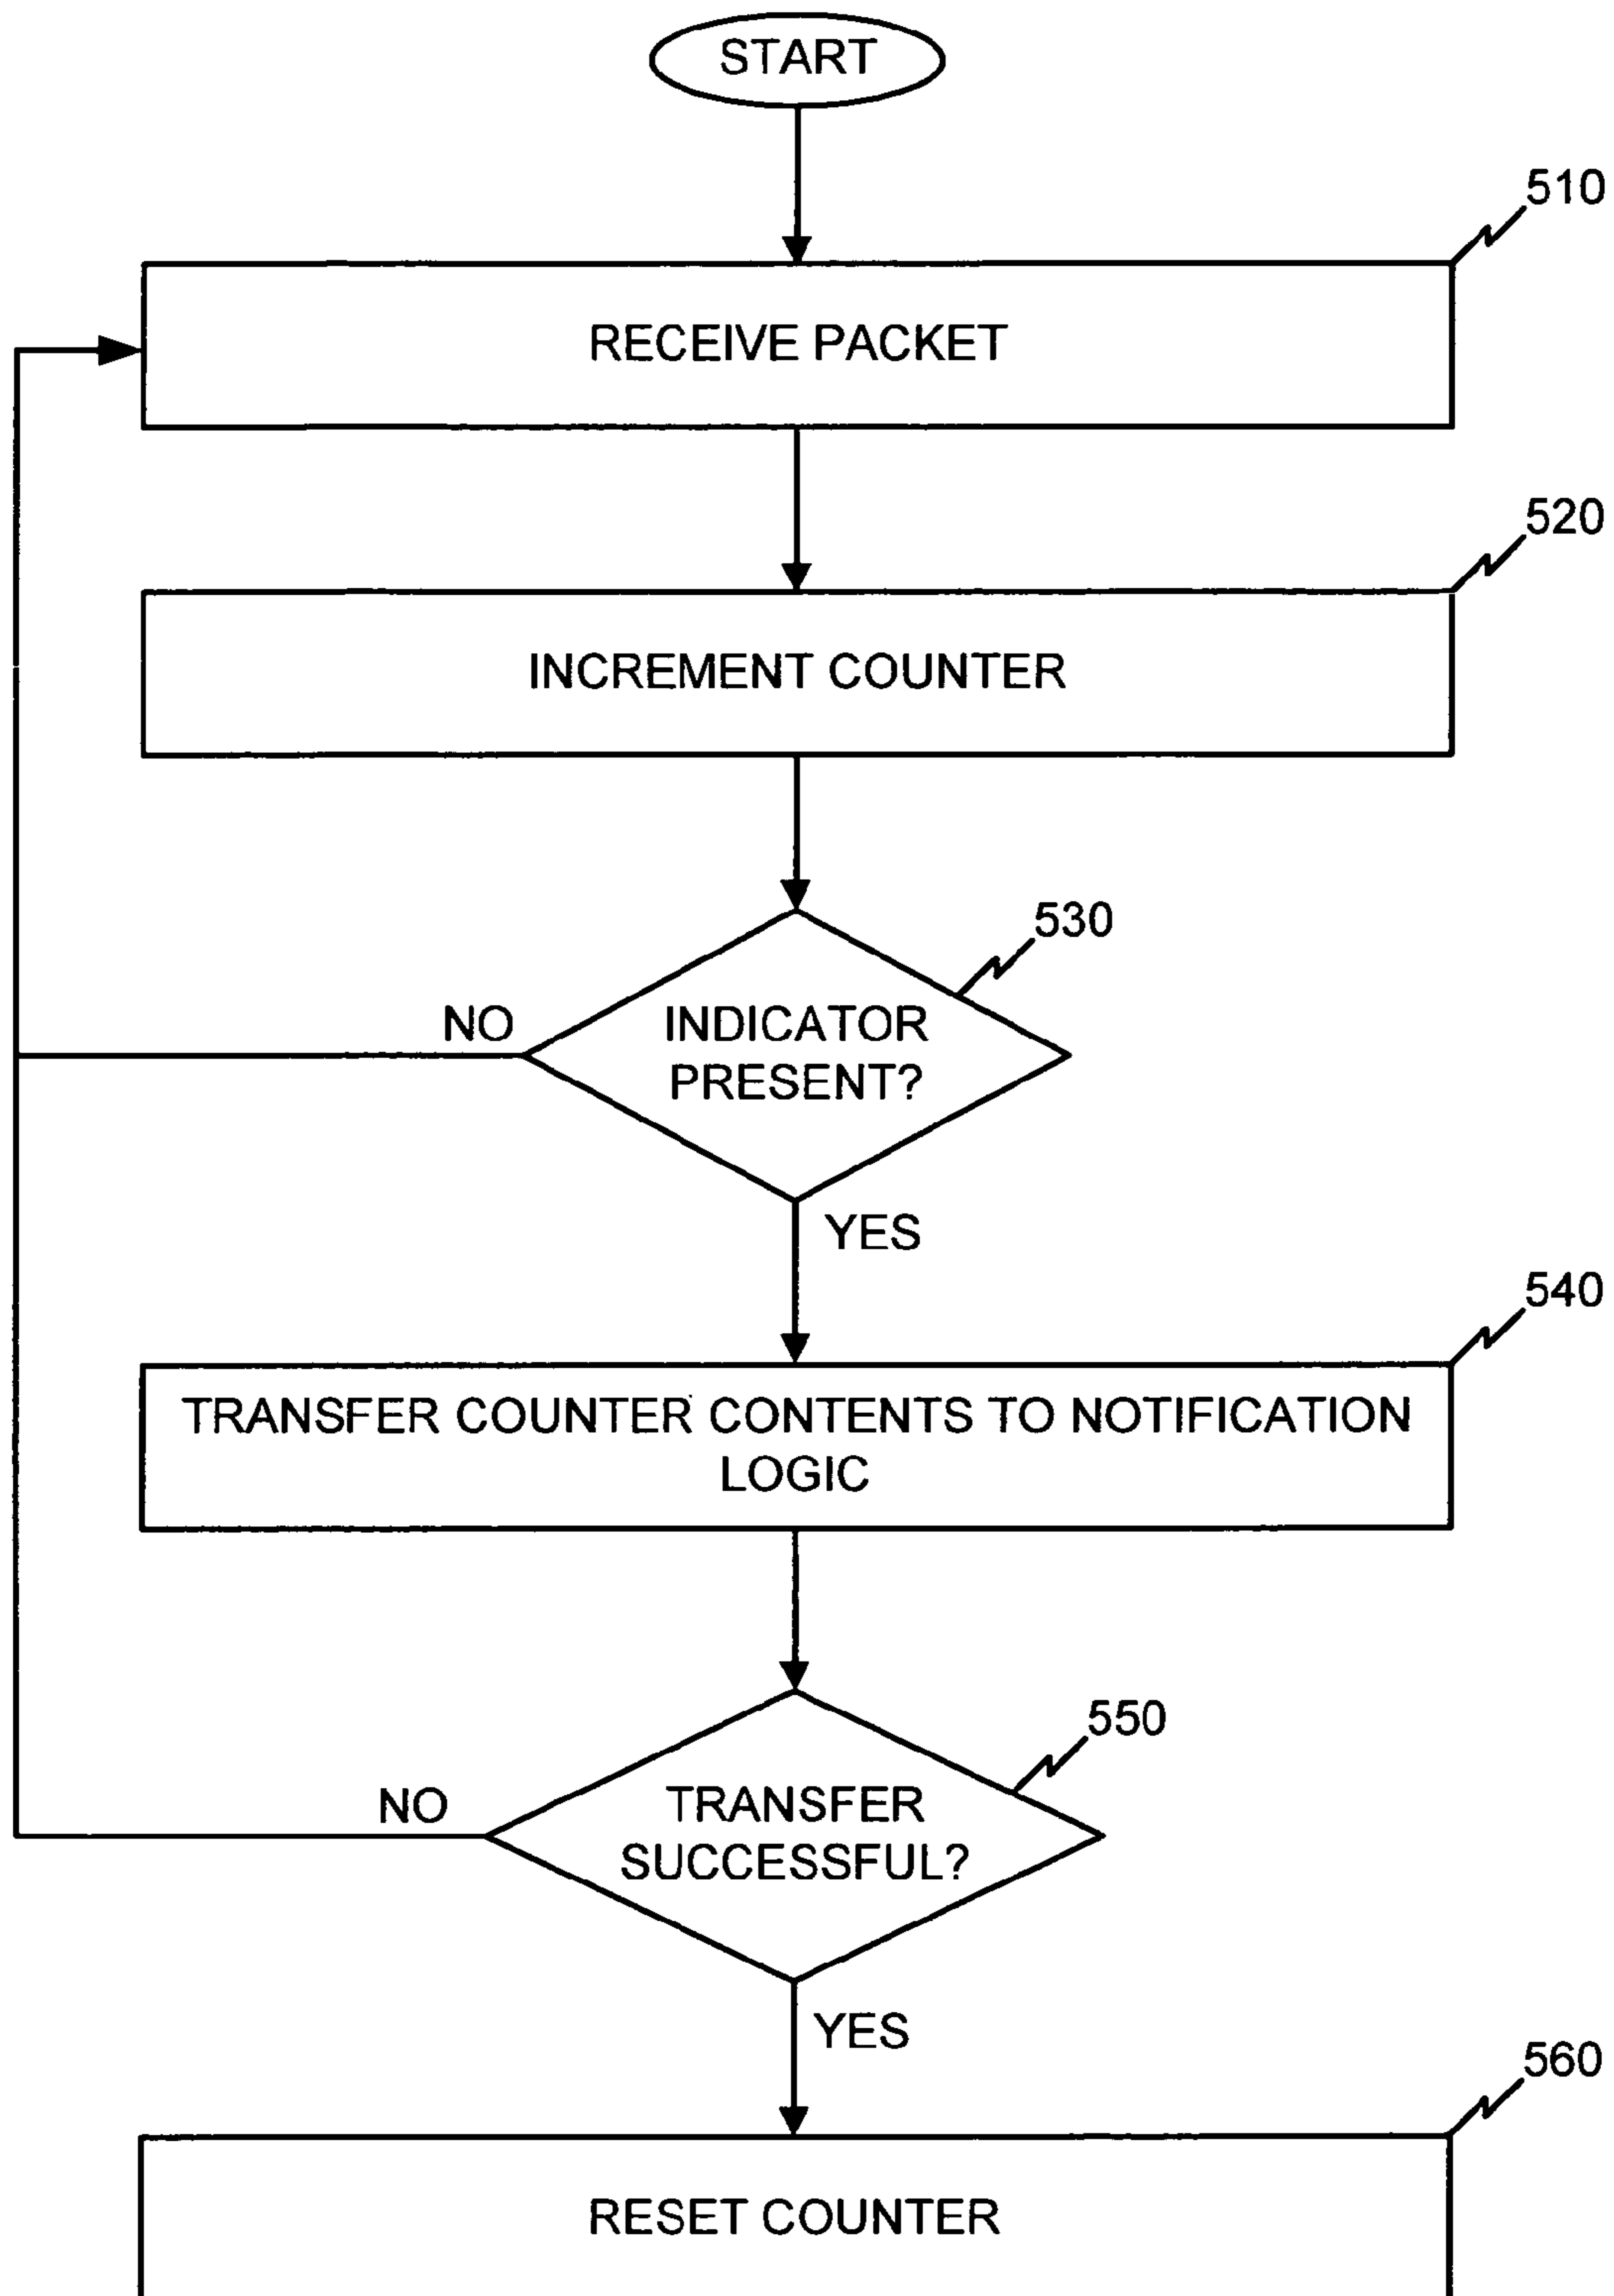 START
510
RECEIVE PACKET
520
INCREMENT COUNTER
530
NO
INDICATOR
PRESENT?
YES
540
TRANSFER COUNTER CONTENTS TO NOTIFICATION
LOGIC
550
NO
TRANSFER
SUCCESSFUL?
YES
560
RESET COUNTER